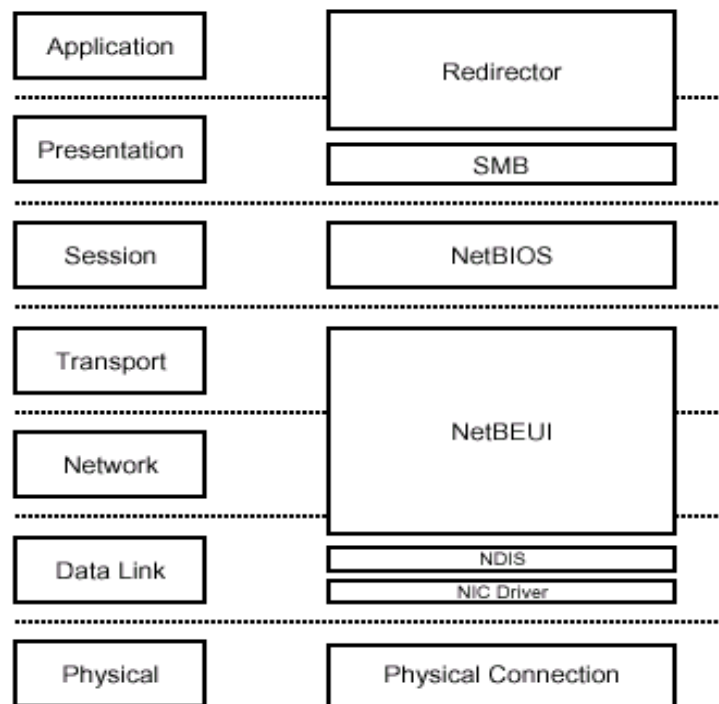 Application
Redirector
Presentation
SMB
Session
NetBIOS
Transport
NetBEUI
Network
Data Link
NDIS
NIC Driver
Physical
Physical Connection